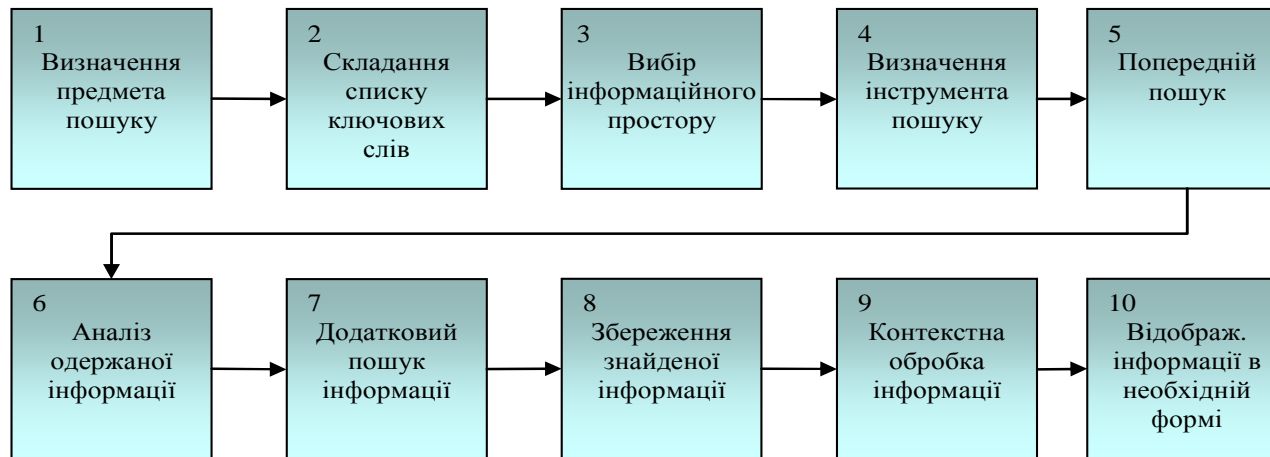 1
Визначення
предмета
пошуку
2
Складання
списку
ключових
слів
3
Вибір
інформаційного
простору
4
Визначення
інструмента
пошуку
5
Попередній
пошук
6
Аналіз
одержаної
інформації
7
Додатковий
пошук
інформації
8
Збереження
знайденої
інформації
9
Контекстна
обробка
інформації
10
Відображ.
інформації в
необхідній
формі